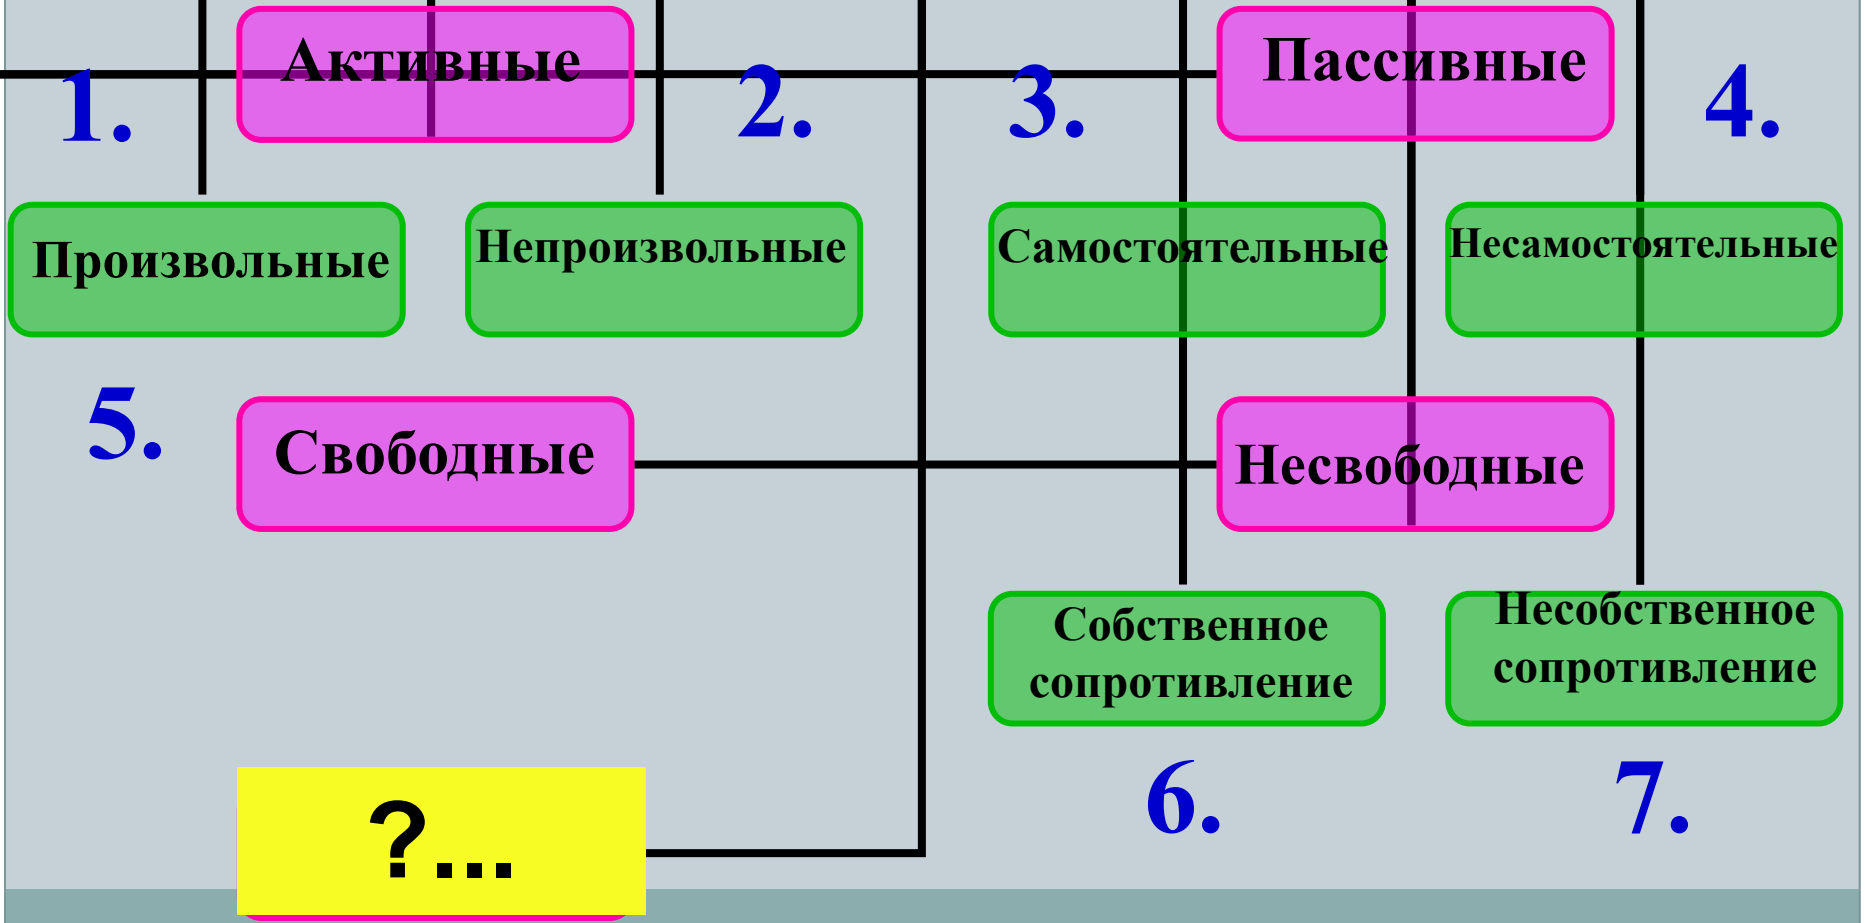 Активные
Пассивные
1.
2.
3.
4.
Произвольные
Непроизвольные
Самостоятельные
Несамостоятельные
5.
Свободные
Несвободные
Собственное
сопротивление
Несобственное
сопротивление
6.
7.
?...